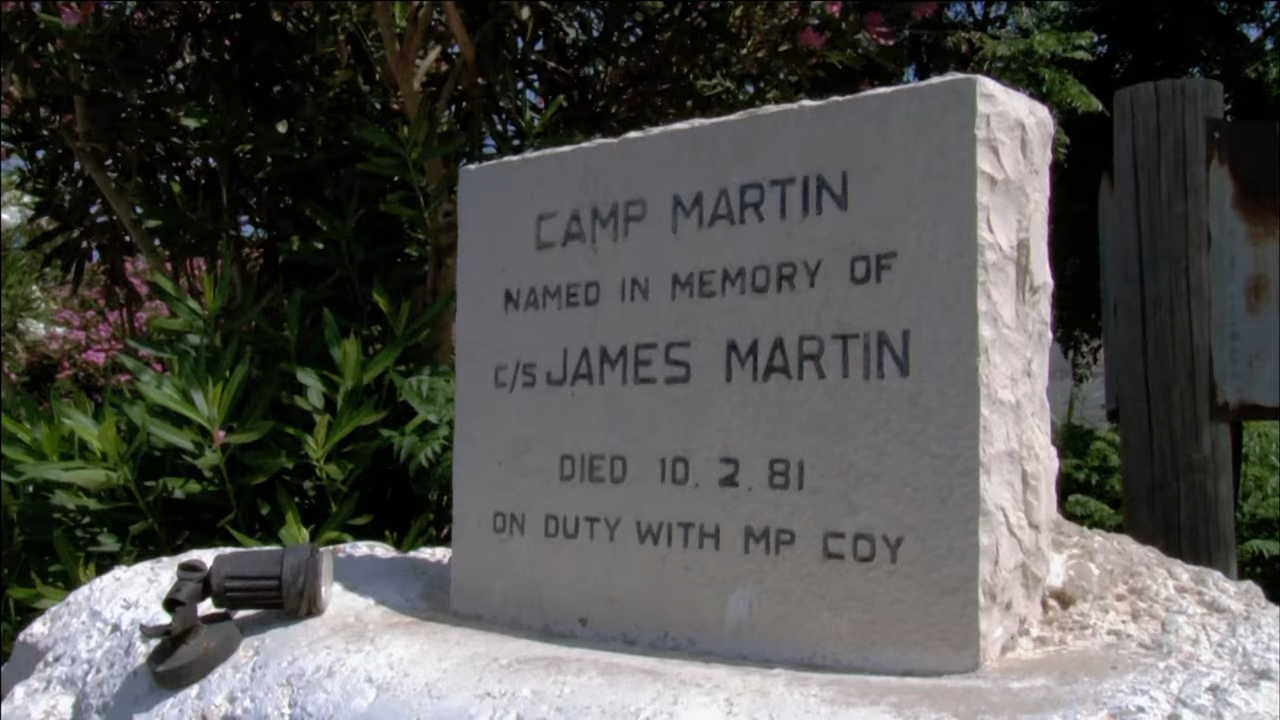 CAMP MARTIN
NAMED IN MEMORY OF
C/S JAMES MARTIN
DIED 10.2.81
ON DUTY WITH MP COY